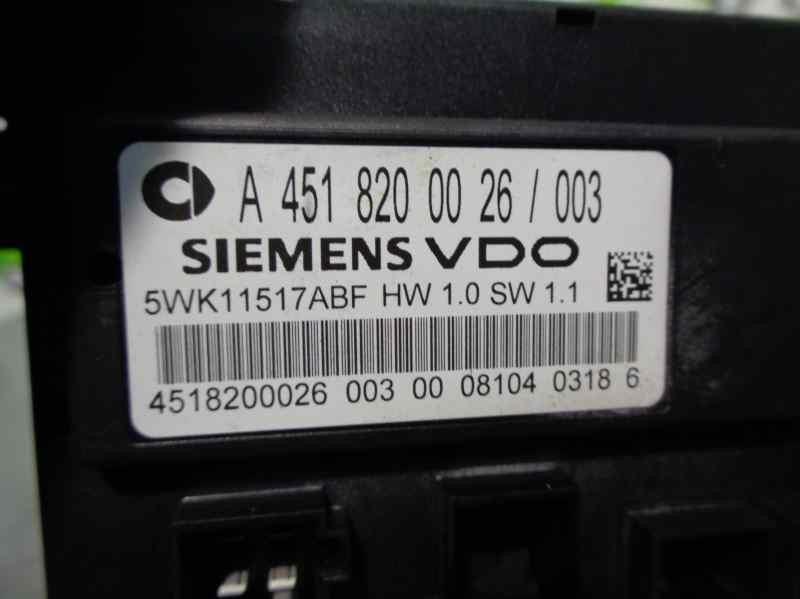 A 451 820 00 26 / 003
SIEMENS VDO
5WK11517ABF HW 1.0 SW 1.1
4518200026 003 00 08104 0318 6